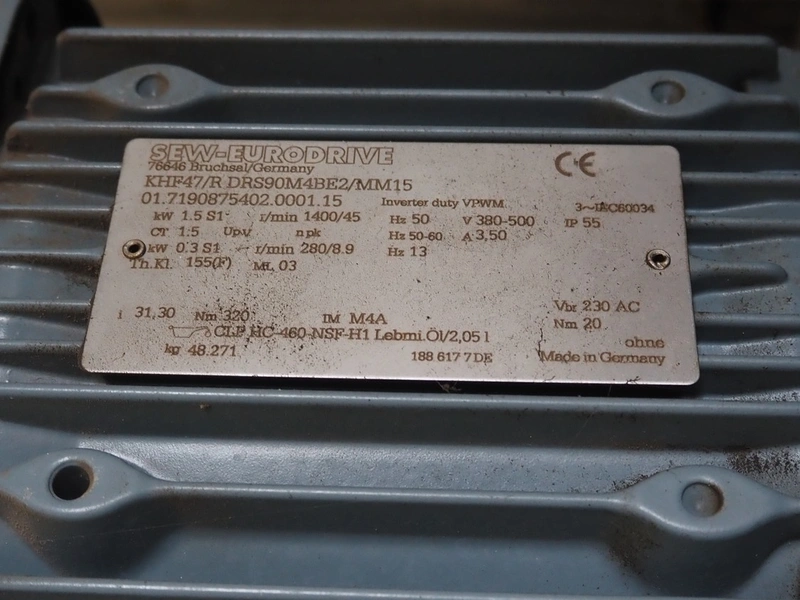 SEW-EURODRIVE
76646 Bruchsal/Germany
CE
KHF47/R DRS90M4BE2/MM15
01.7190875402.0001.15 Inverter duty VPWM 3~IEC60034
kW 1.5 S1 r/min 1400/45 Hz 50 V 380-500 IP 55
CT 1:5 Up-v n pk Hz 50-60 A 3,50
kW 0.3 S1 r/min 280/8.9 Hz 13
Th.Kl. 155(F) ML 03
i 31,30 Nm 320 IM M4A Vbr 230 AC
Nm 20
CLP HC-460-NSF-H1 Lebmi.Öl/2,05 l ohne
kg 48.271 188 617 7 DE Made in Germany